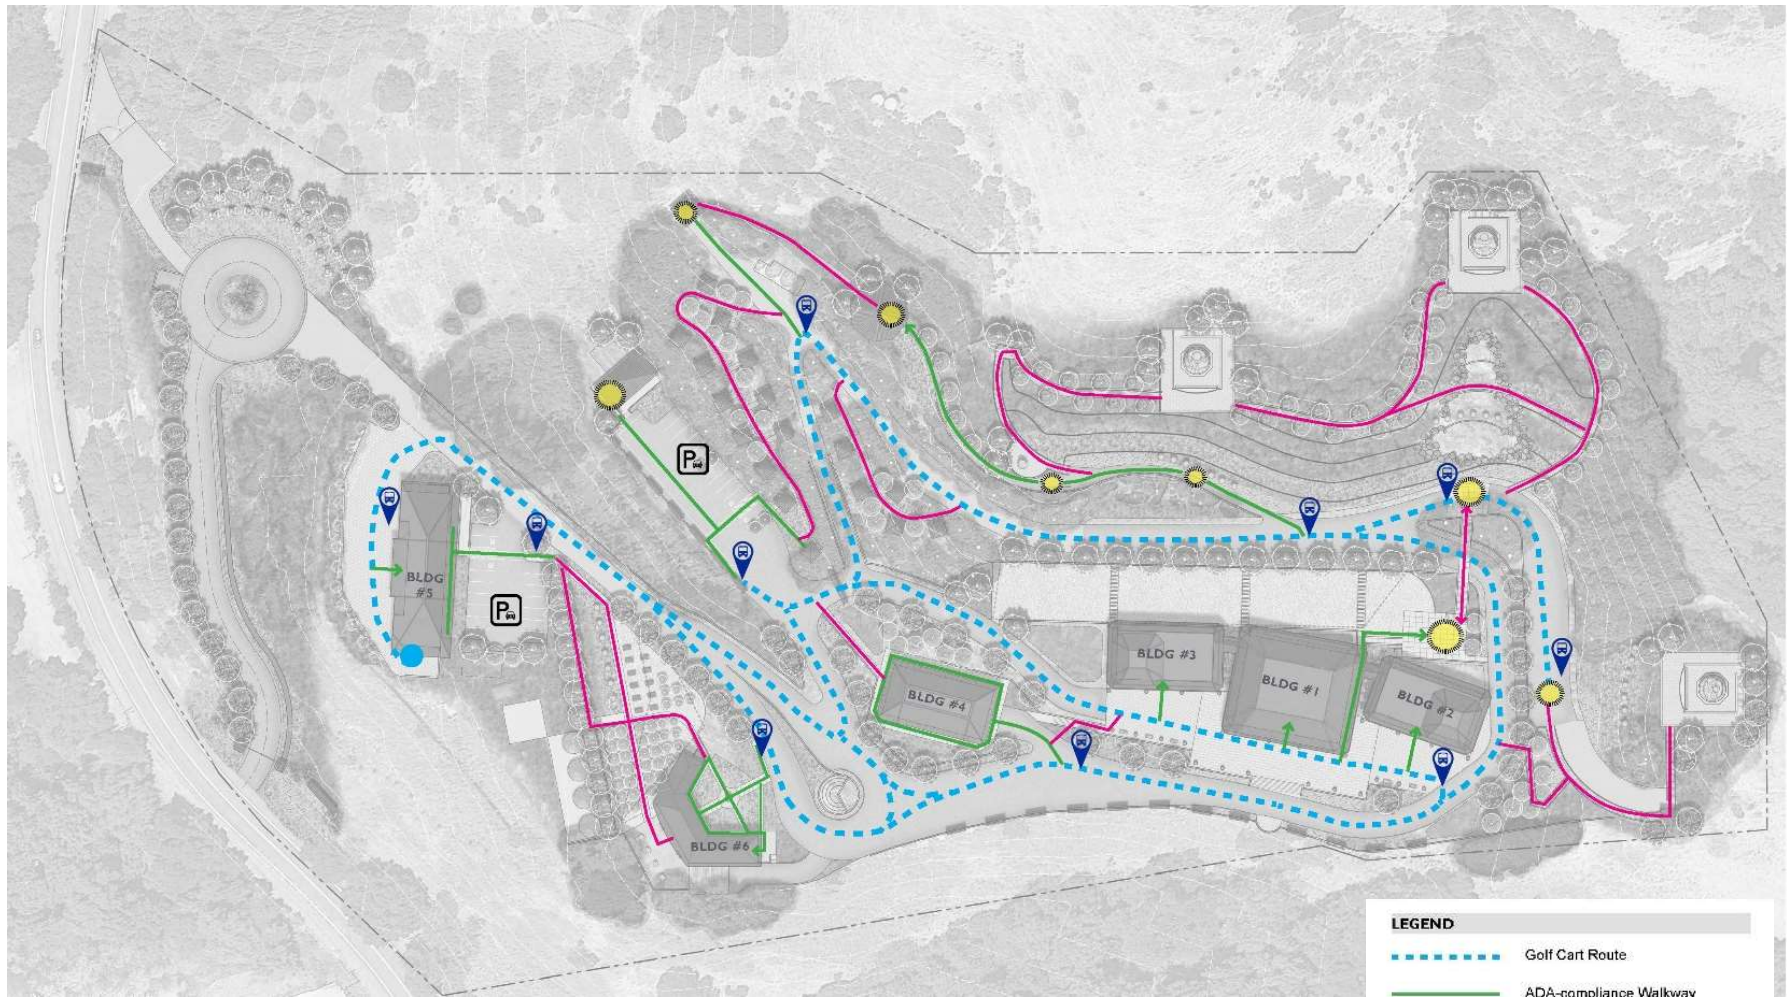 P
BLDG
#5
P
BLDG #3
BLDG #1
BLDG #2
BLDG #4
BLDG #6
LEGEND
Golf Cart Route
ADA-compliance Walkway